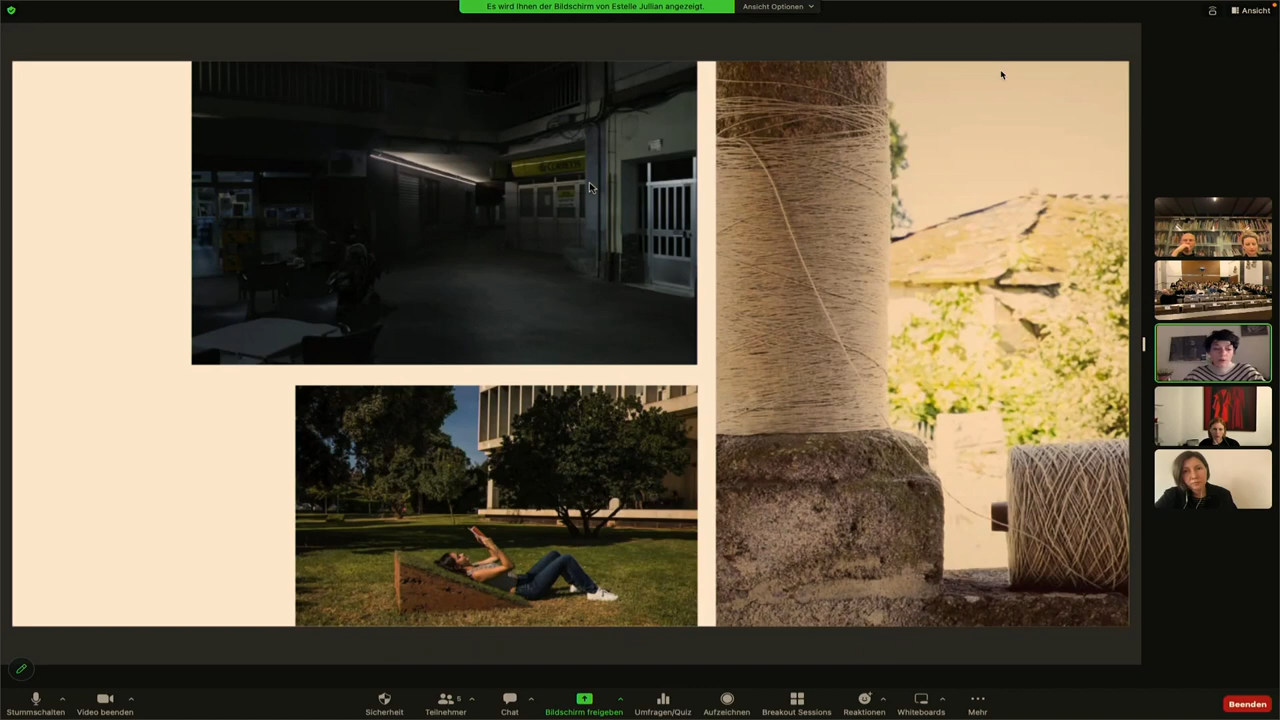 Es wird Ihnen der Bildschirm von Estelle Jullian angezeigt.
Ansicht Optionen
Ansicht
Stummschalten
Video beenden
Sicherheit
Teilnehmer
5
Chat
Bildschirm freigeben
Umfragen/Quiz
Aufzeichnen
Breakout Sessions
Reaktionen
Whiteboards
Mehr
Beenden